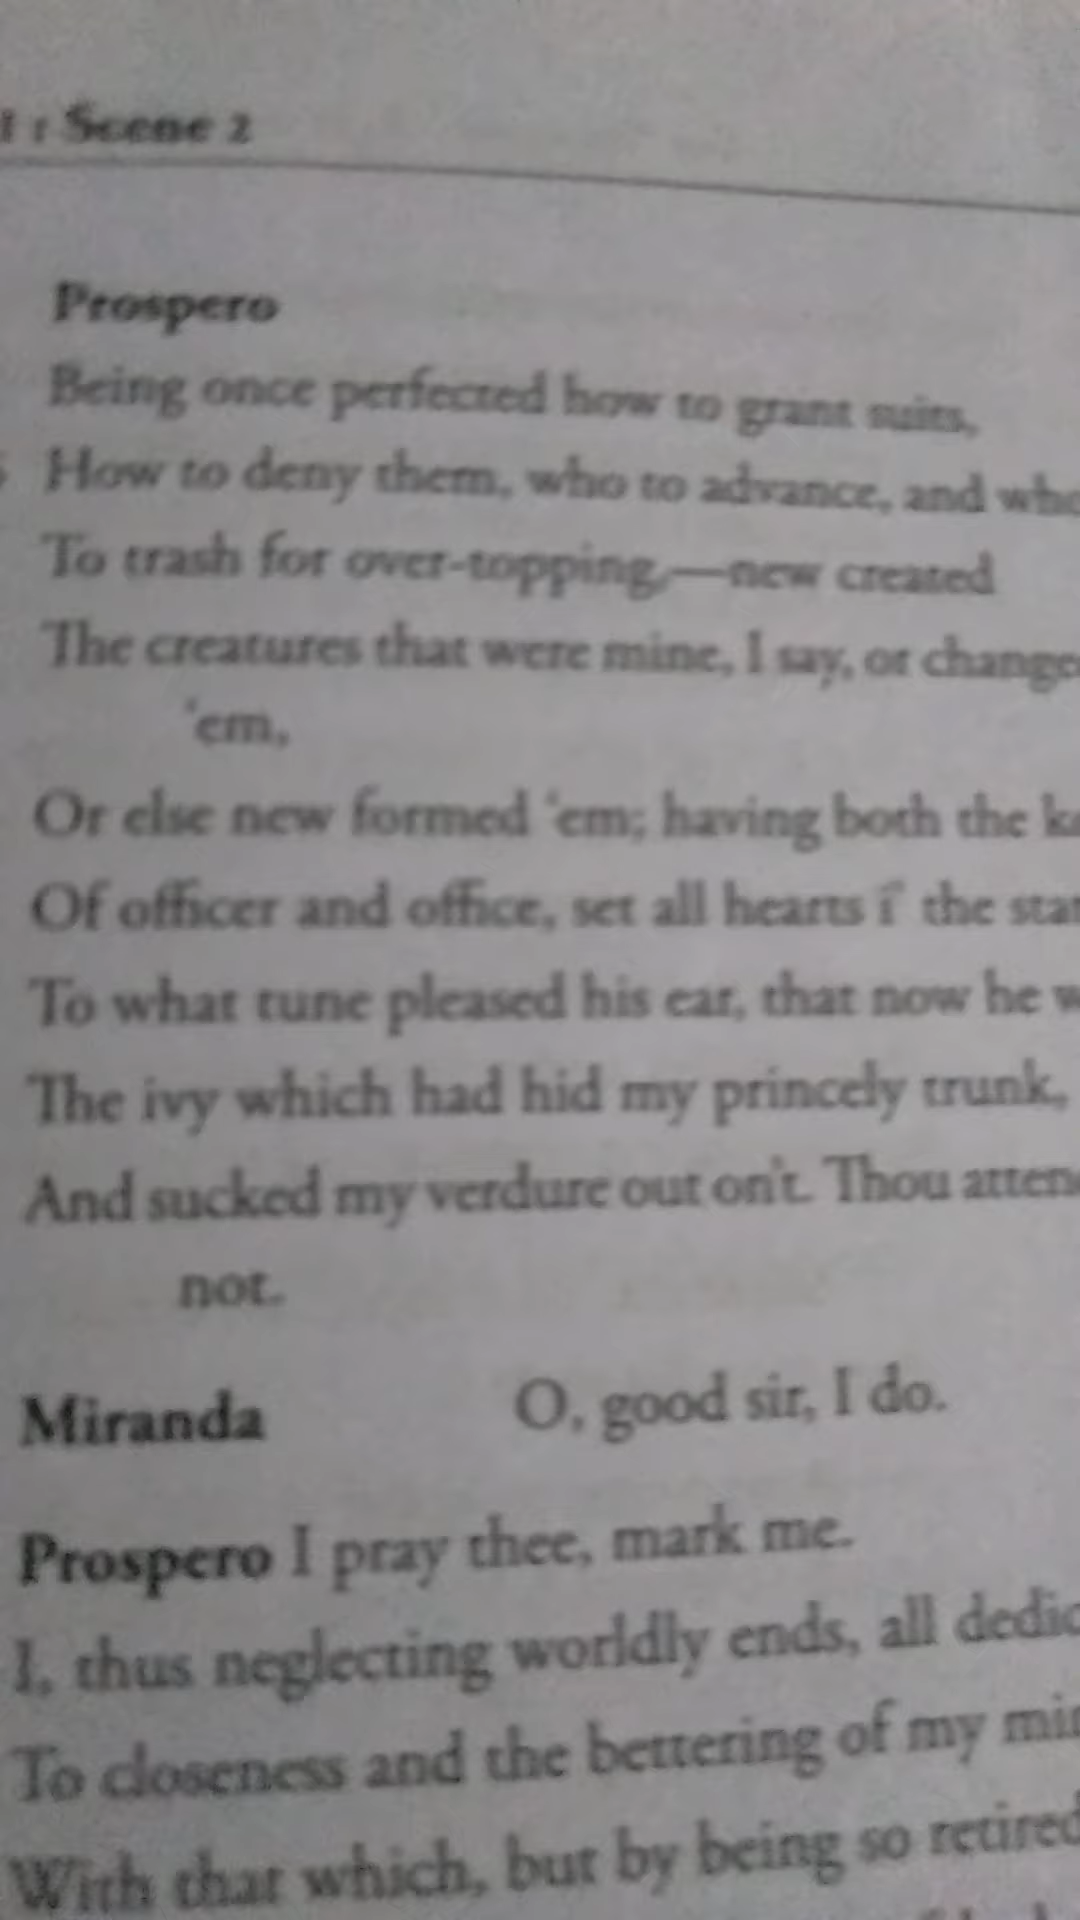 1 : Scene 2
Prospero
Being once perfected how to grant suits,
How to deny them, who to advance, and who
To trash for over-topping,—new created
The creatures that were mine, I say, or change
'em,
Or else new formed 'em; having both the
Of officer and office, set all hearts i' the
To what tune pleased his ear, that now he
The ivy which had hid my princely trunk,
And sucked my verdure out on't. Thou
not.
Miranda O, good sir, I do.
Prospero I pray thee, mark me.
I, thus neglecting worldly ends, all
To closeness and the bettering of my
With that which, but by being so retired